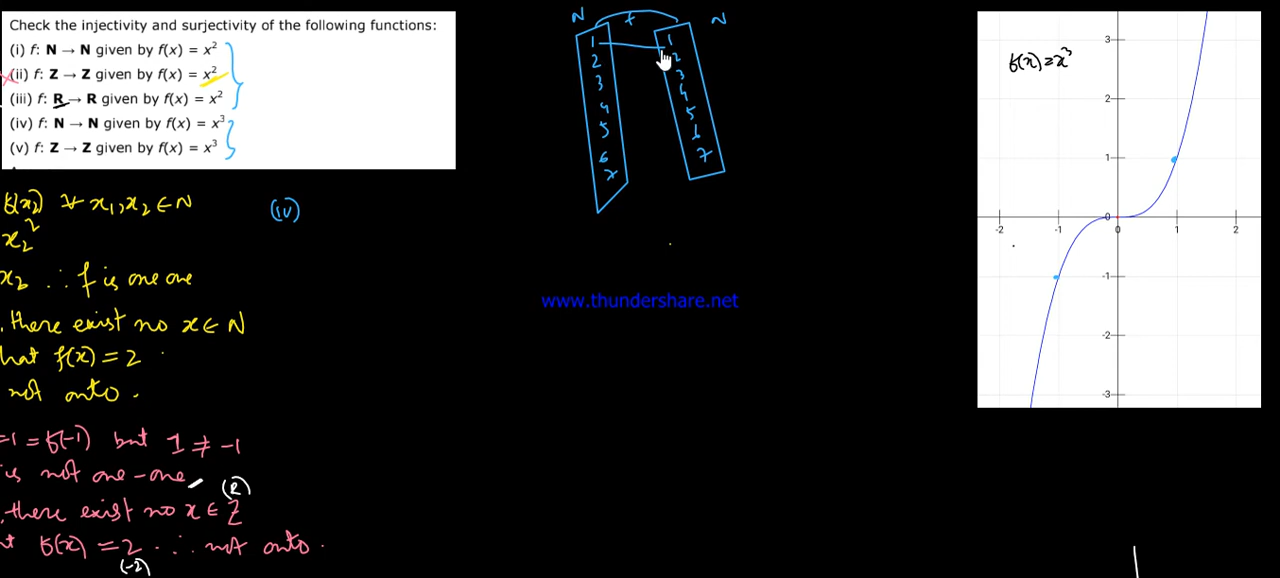 Check the injectivity and surjectivity of the following functions:
(i) f: N → N given by f(x) = x²
(ii) f: Z → Z given by f(x) = x²
(iii) f: R → R given by f(x) = x²
(iv) f: N → N given by f(x) = x³
(v) f: Z → Z given by f(x) = x³
f(x₂) ∀ x₁, x₂ ∈ N
x₂²
x₂ ∴ f is one one
, there exist no x ∈ N
hat f(x) = 2
not onto .
=1 = f(-1) but 1 ≠ -1
is not one-one
(R)
, there exist no x ∈ Z
f(x) = 2 ∴ not onto .
(-2)
(iv)
N f N
1 1
2 2
3 3
4 4
5 5
6 6
7 7
www.thundershare.net
f(x) = x³
3
2
1
-2 -1 0 0 1 2
-1
-2
-3